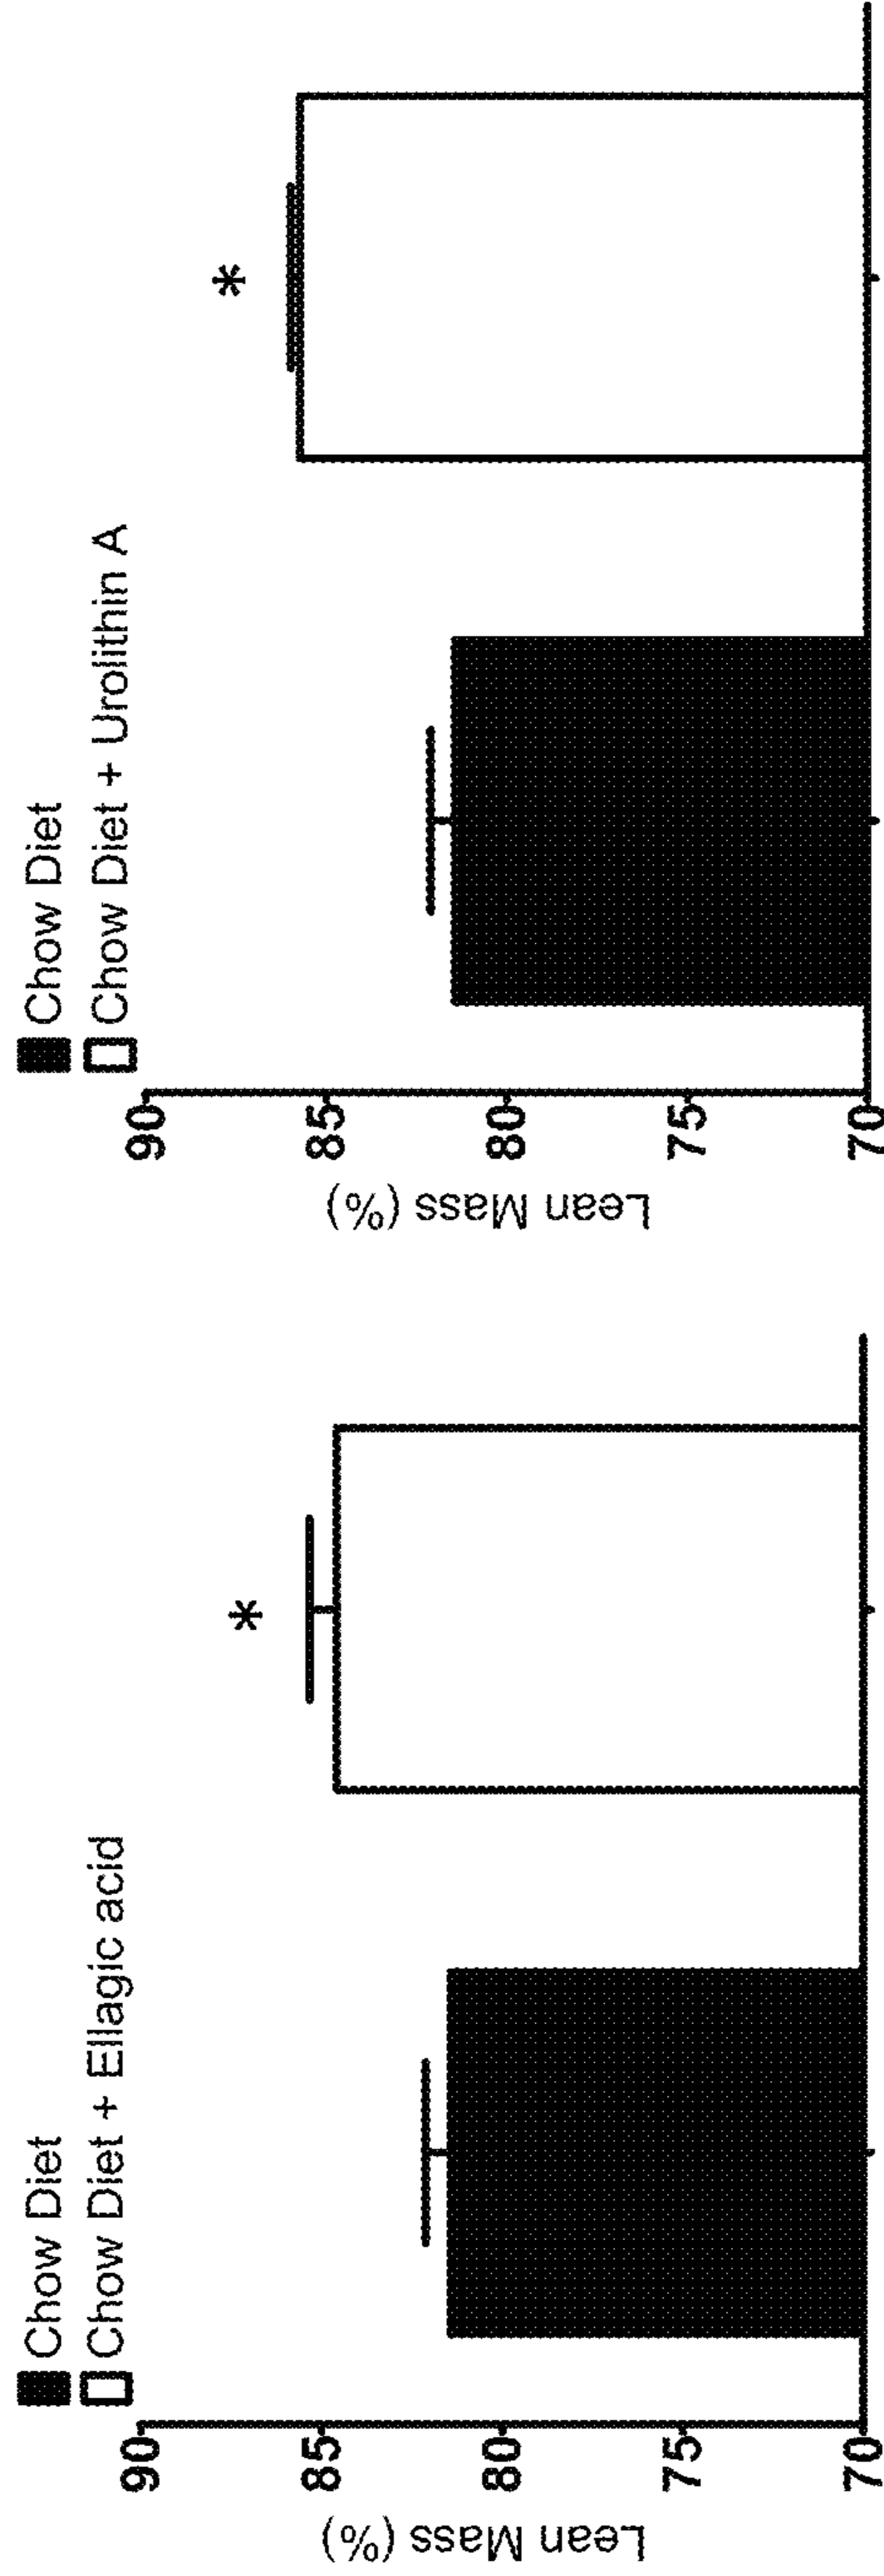 Chow Diet
Chow Diet + Ellagic acid
Lean Mass (%)
90
85
80
75
70
*
Chow Diet
Chow Diet + Urolithin A
Lean Mass (%)
90
85
80
75
70
*